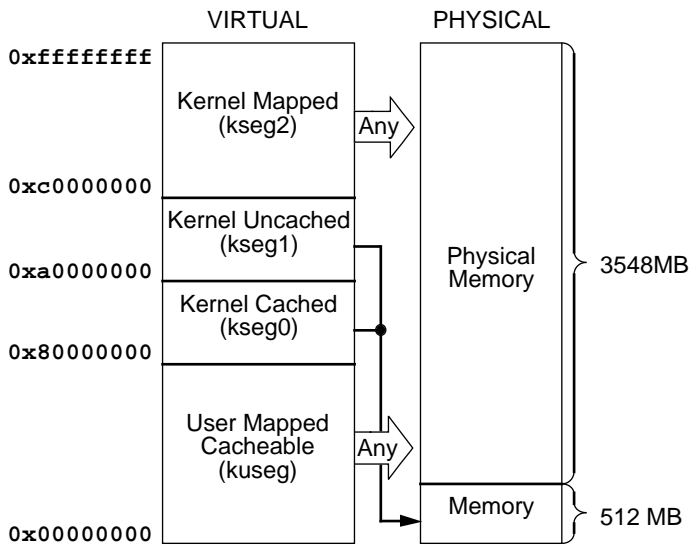 VIRTUAL PHYSICAL
0xffffffff
Kernel Mapped
(kseg2)
Any
0xc0000000
Kernel Uncached
(kseg1)
0xa0000000
Kernel Cached
(kseg0)
0x80000000
User Mapped
Cacheable
(kuseg)
Any
0x00000000
Physical
Memory
3548MB
Memory
512 MB